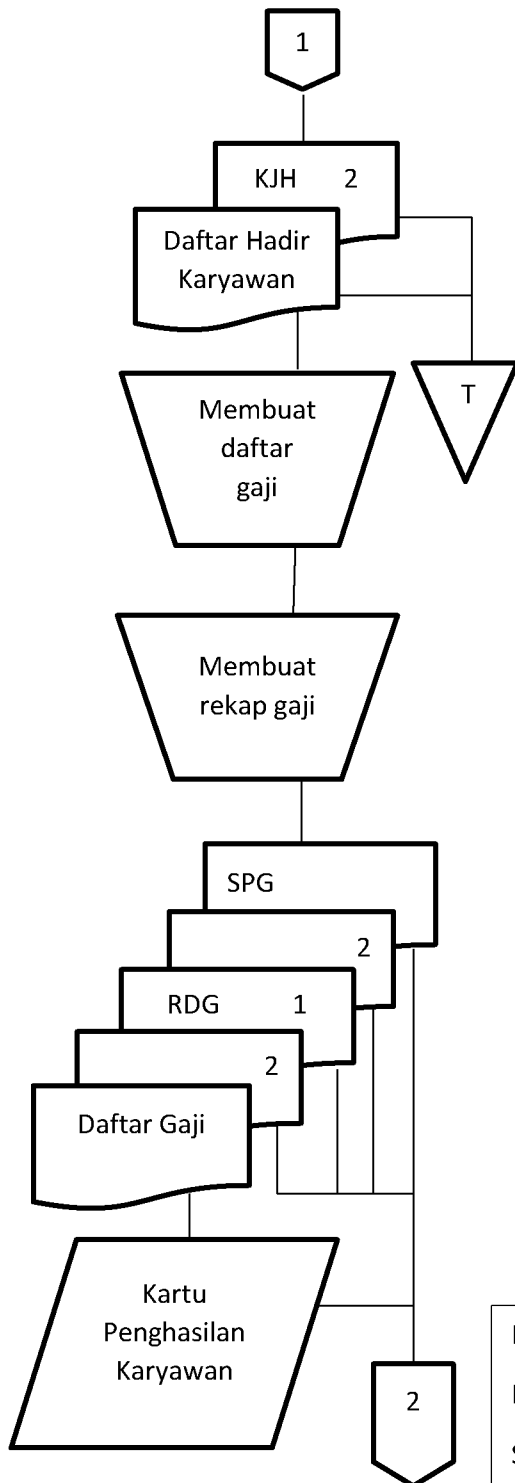 1
KJH 2
Daftar Hadir
Karyawan
T
Membuat
daftar
gaji
Membuat
rekap gaji
SPG
2
RDG 1
2
Daftar Gaji
Kartu
Penghasilan
Karyawan
2
S